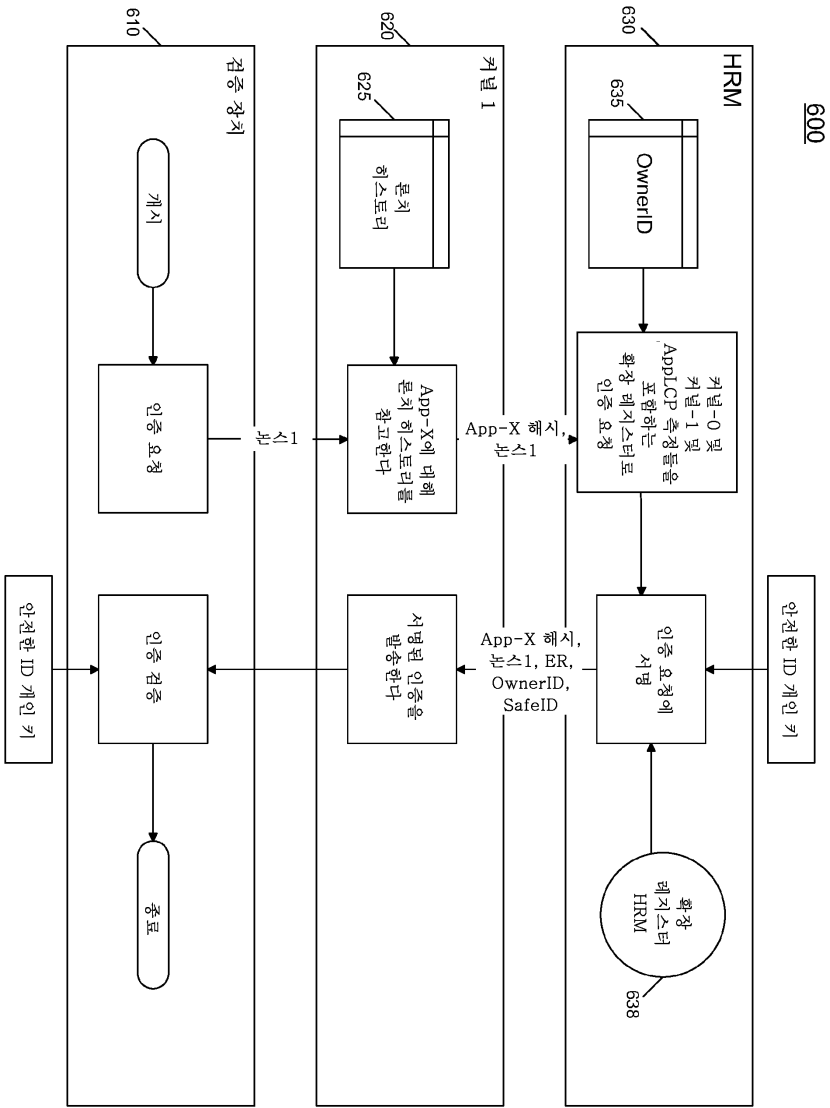 600
630
HRM
635
OwnerID
커널-0 및
커널-1 및
AppLCP 측정들을
포함하는
확장 레지스터로
인증 요청
인증 요청에
서명
안전한 ID 개인 키
확장
레지스터
HRM
638
620
커널 1
625
론치
히스토리
App-X에 대해
론치 히스토리를
참고한다
App-X 해시,
논스1
서명된 인증을
발송한다
App-X 해시,
논스1, ER,
OwnerID,
SafeID
610
검증 장치
개시
인증 요청
논스1
인증 검증
안전한 ID 개인 키
종료